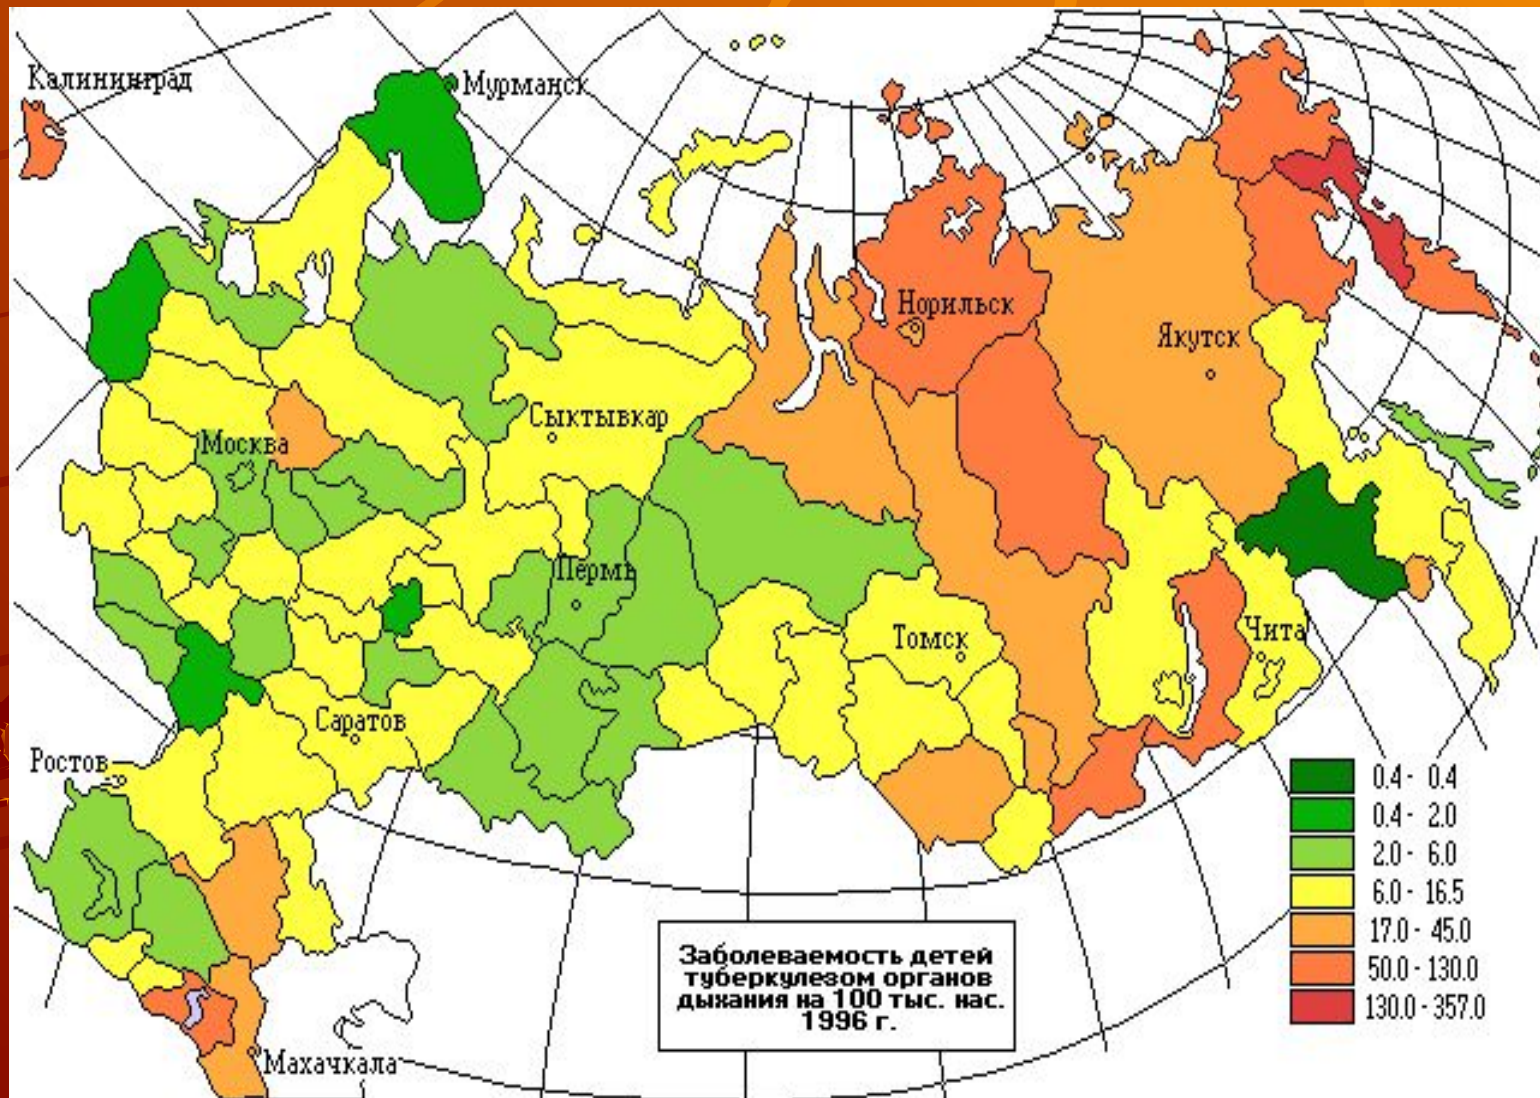 Калининград
Мурманск
Норильск
Якутск
Сыктывкар
Москва
Пермь
Томск
Чита
Саратов
Ростов
Махачкала
0.4 - 0.4
0.4 - 2.0
2.0 - 6.0
6.0 - 16.5
17.0 - 45.0
50.0 - 130.0
130.0 - 357.0
Заболеваемость детей
туберкулезом органов
дыхания на 100 тыс. нас.
1996 г.